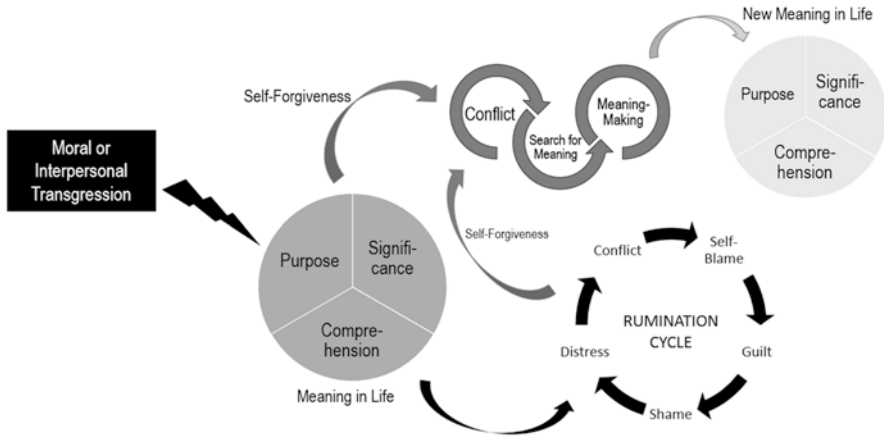 New Meaning in Life
Purpose
Signifi-
cance
Compre-
hension
Self-Forgiveness
Conflict
Search for
Meaning
Meaning-
Making
Moral or
Interpersonal
Transgression
Purpose
Signifi-
cance
Compre-
hension
Meaning in Life
Self-Forgiveness
Conflict
Self-
Blame
RUMINATION
CYCLE
Distress
Guilt
Shame